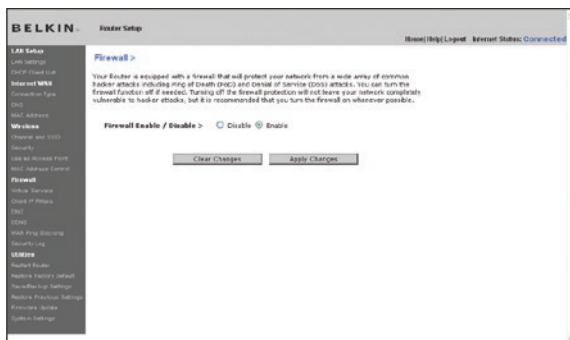 BELKIN
Router Setup
Home|Help|Logout Internet Status: Connected
LAN Setup
LAN Settings
DHCP Client List
Internet WAN
Connection Type
DNS
MAC Address
Wireless
Channel and SSID
Security
Use as Access Point
MAC Address Control
Firewall
Virtual Servers
Client IP Filters
DMZ
DDNS
WAN Ping Blocking
Security Log
Utilities
Restart Router
Restore Factory Default
Save/Backup Settings
Restore Previous Settings
Firmware Update
System Settings
Firewall >
Your Router is equipped with a firewall that will protect your network from a wide array of common
hacker attacks including Ping of Death (PoD) and Denial of Service (DoS) attacks. You can turn the
firewall function off if needed. Turning off the firewall protection will not leave your network completely
vulnerable to hacker attacks, but it is recommended that you turn the firewall on whenever possible.
Firewall Enable / Disable > Disable Enable
Clear Changes Apply Changes